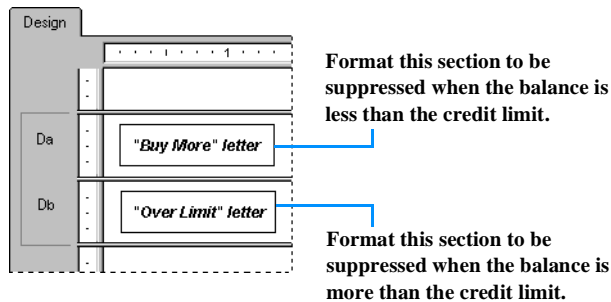 Design
1
Format this section to be
suppressed when the balance is
less than the credit limit.
Da
"Buy More" letter
Db
"Over Limit" letter
Format this section to be
suppressed when the balance is
more than the credit limit.